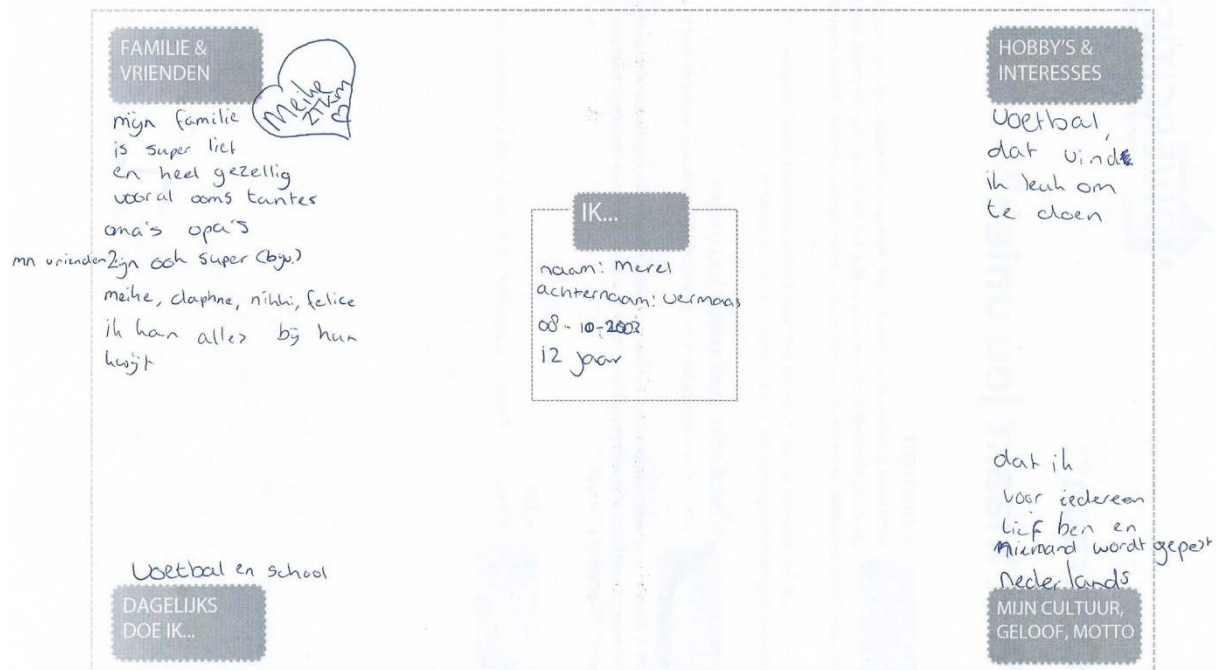 FAMILIE &
VRIENDEN
Meike
mijn familie
is super lief
en heel gezellig
vooral ooms tantes
oma's opa's
mn vrienden zijn ook super (bijv.)
meike, daphne, nikki, felice
ik kan alles bij hun
kwijt
HOBBY'S &
INTERESSES
voetbal,
dat vind
ik leuk om
te doen
IK...
naam: Merel
achternaam: vermaas
08-10-2003
12 jaar
voetbal en school
DAGELIJKS
DOE IK...
dat ik
voor iedereen
lief ben en
niemand wordt gepest
nederlands
MIJN CULTUUR,
GELOOF, MOTTO